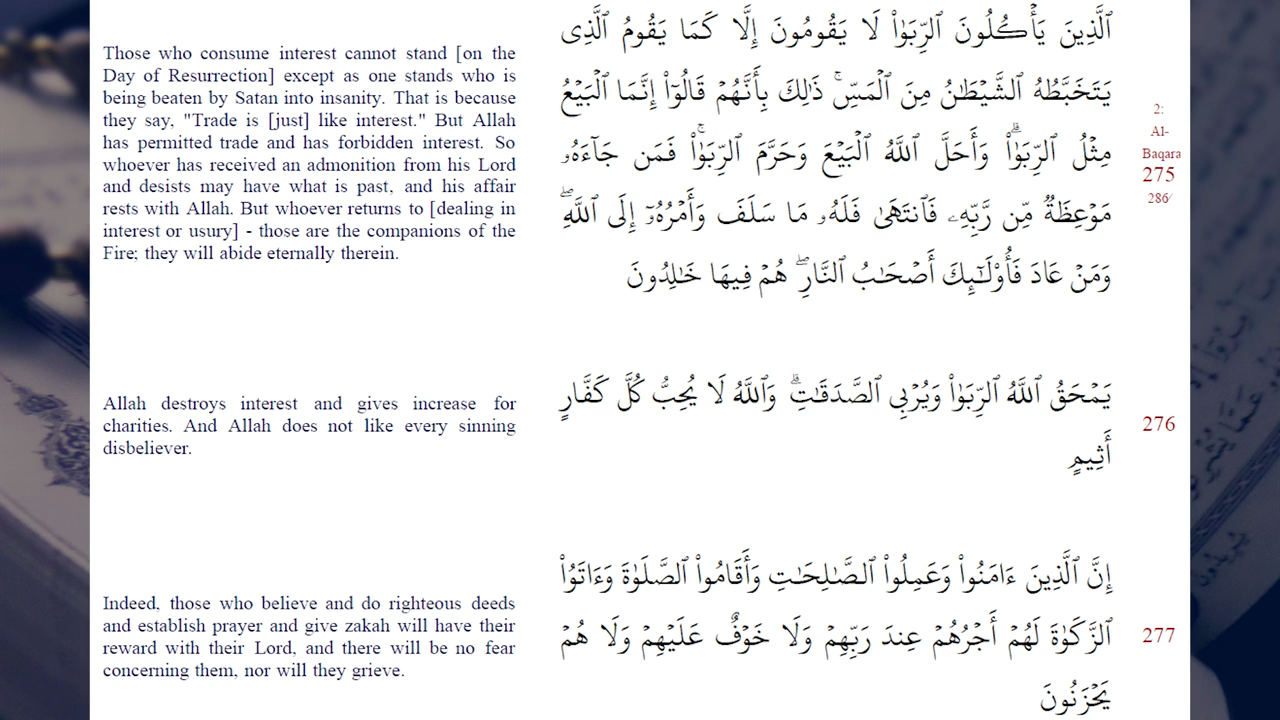 Those who consume interest cannot stand [on the
Day of Resurrection] except as one stands who is
being beaten by Satan into insanity. That is because
they say, "Trade is [just] like interest." But Allah
has permitted trade and has forbidden interest. So
whoever has received an admonition from his Lord
and desists may have what is past, and his affair
rests with Allah. But whoever returns to [dealing in
interest or usury] - those are the companions of the
Fire; they will abide eternally therein.
ٱلَّذِينَ يَأۡكُلُونَ ٱلرِّبَوٰاْ لَا يَقُومُونَ إِلَّا كَمَا يَقُومُ ٱلَّذِى
يَتَخَبَّطُهُ ٱلشَّيۡطَٰنُ مِنَ ٱلۡمَسِّۚ ذَٰلِكَ بِأَنَّهُمۡ قَالُوٓاْ إِنَّمَا ٱلۡبَيۡعُ
مِثۡلُ ٱلرِّبَوٰاْۗ وَأَحَلَّ ٱللَّهُ ٱلۡبَيۡعَ وَحَرَّمَ ٱلرِّبَوٰاْۚ فَمَن جَآءَهُۥ
مَوۡعِظَةٌ مِّن رَّبِّهِۦ فَٱنتَهَىٰ فَلَهُۥ مَا سَلَفَ وَأَمۡرُهُۥٓ إِلَى ٱللَّهِۖ
وَمَنۡ عَادَ فَأُوْلَٰٓئِكَ أَصۡحَٰبُ ٱلنَّارِۖ هُمۡ فِيهَا خَٰلِدُونَ
2:
Al-
Baqara
275
286/
Allah destroys interest and gives increase for
charities. And Allah does not like every sinning
disbeliever.
يَمۡحَقُ ٱللَّهُ ٱلرِّبَوٰاْ وَيُرۡبِى ٱلصَّدَقَٰتِۗ وَٱللَّهُ لَا يُحِبُّ كُلَّ كَفَّارٍ
أَثِيمٍ
276
Indeed, those who believe and do righteous deeds
and establish prayer and give zakah will have their
reward with their Lord, and there will be no fear
concerning them, nor will they grieve.
إِنَّ ٱلَّذِينَ ءَامَنُواْ وَعَمِلُواْ ٱلصَّٰلِحَٰتِ وَأَقَامُواْ ٱلصَّلَوٰةَ وَءَاتَوُاْ
ٱلزَّكَوٰةَ لَهُمۡ أَجۡرُهُمۡ عِندَ رَبِّهِمۡ وَلَا خَوۡفٌ عَلَيۡهِمۡ وَلَا هُمۡ
يَحۡزَنُونَ
277